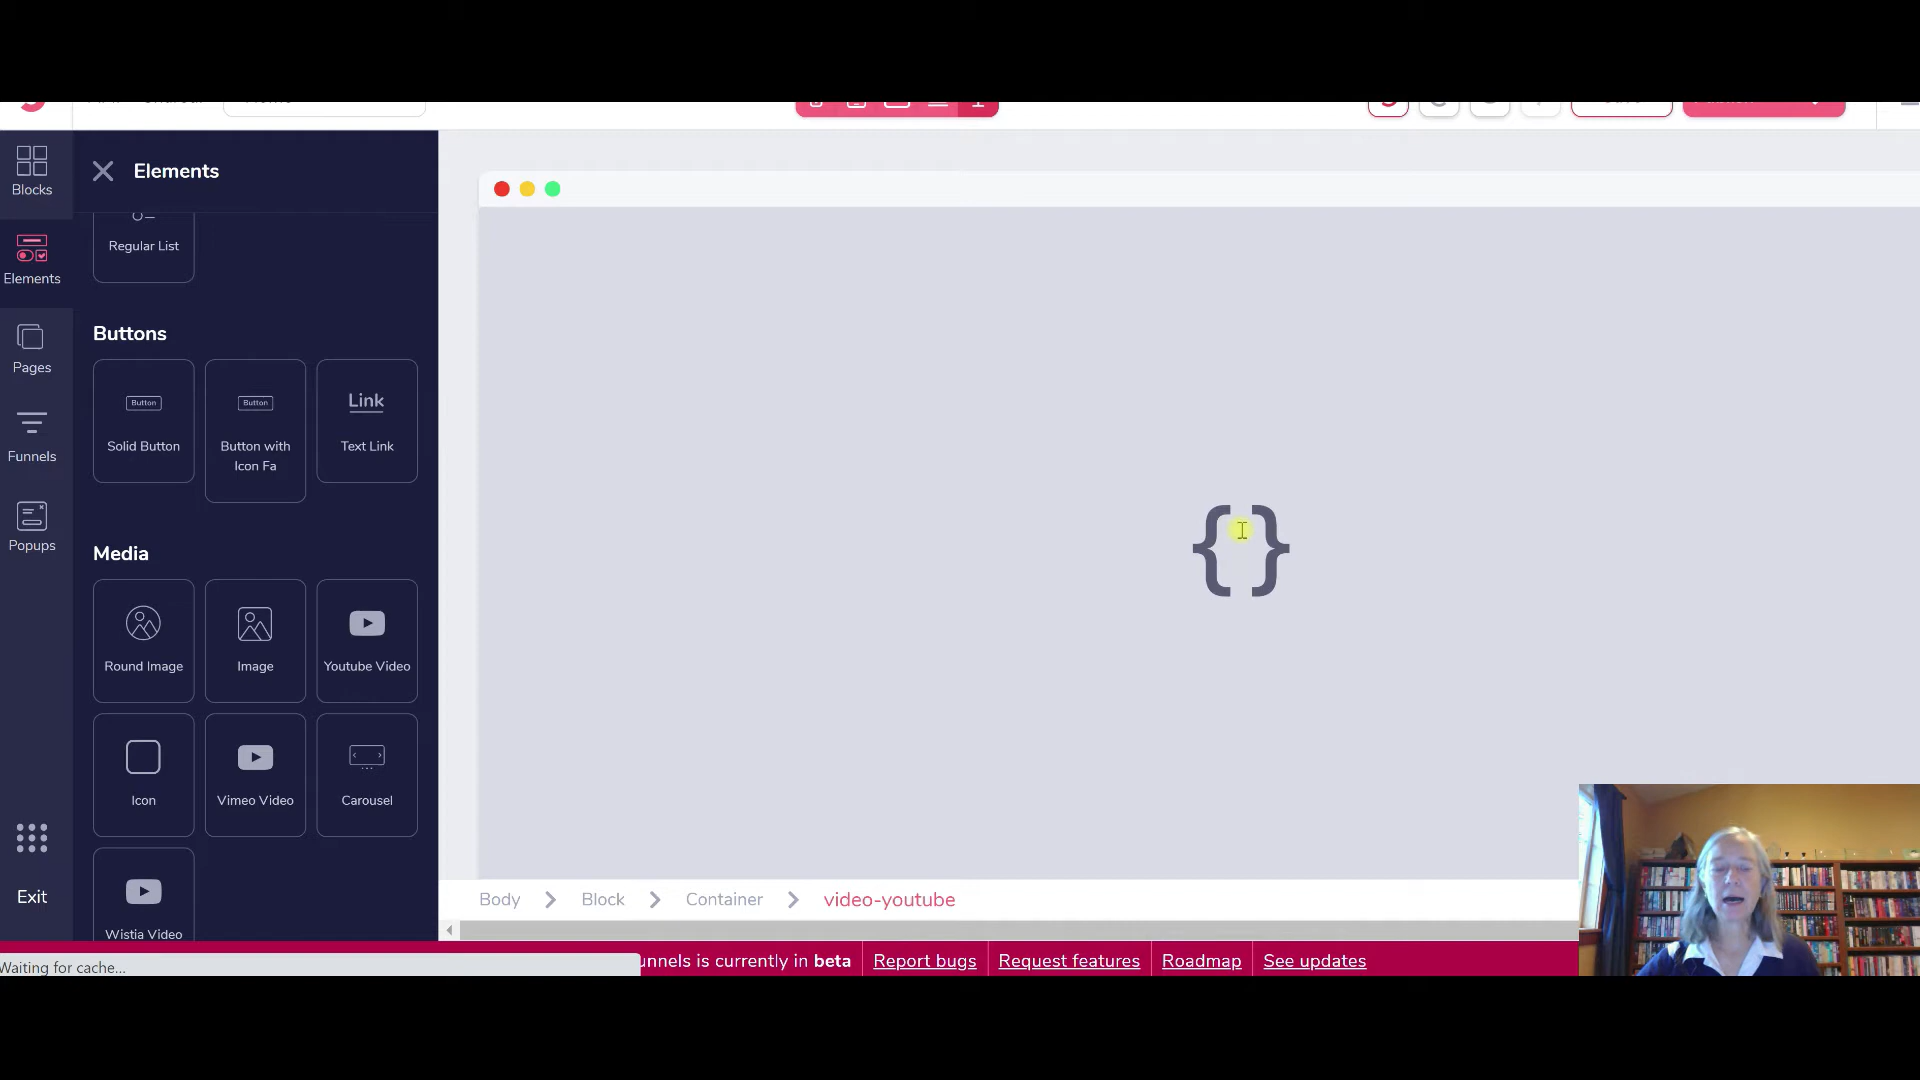 Blocks
Elements
Pages
Funnels
Popups
Exit
Elements
Regular List
Buttons
Button
Solid Button
Button
Button with
Icon Fa
Link
Text Link
Media
Round Image
Image
Youtube Video
Icon
Vimeo Video
Carousel
Wistia Video
{}
Body
Block
Container
video-youtube
Waiting for cache...
unnels is currently in beta
Report bugs
Request features
Roadmap
See updates